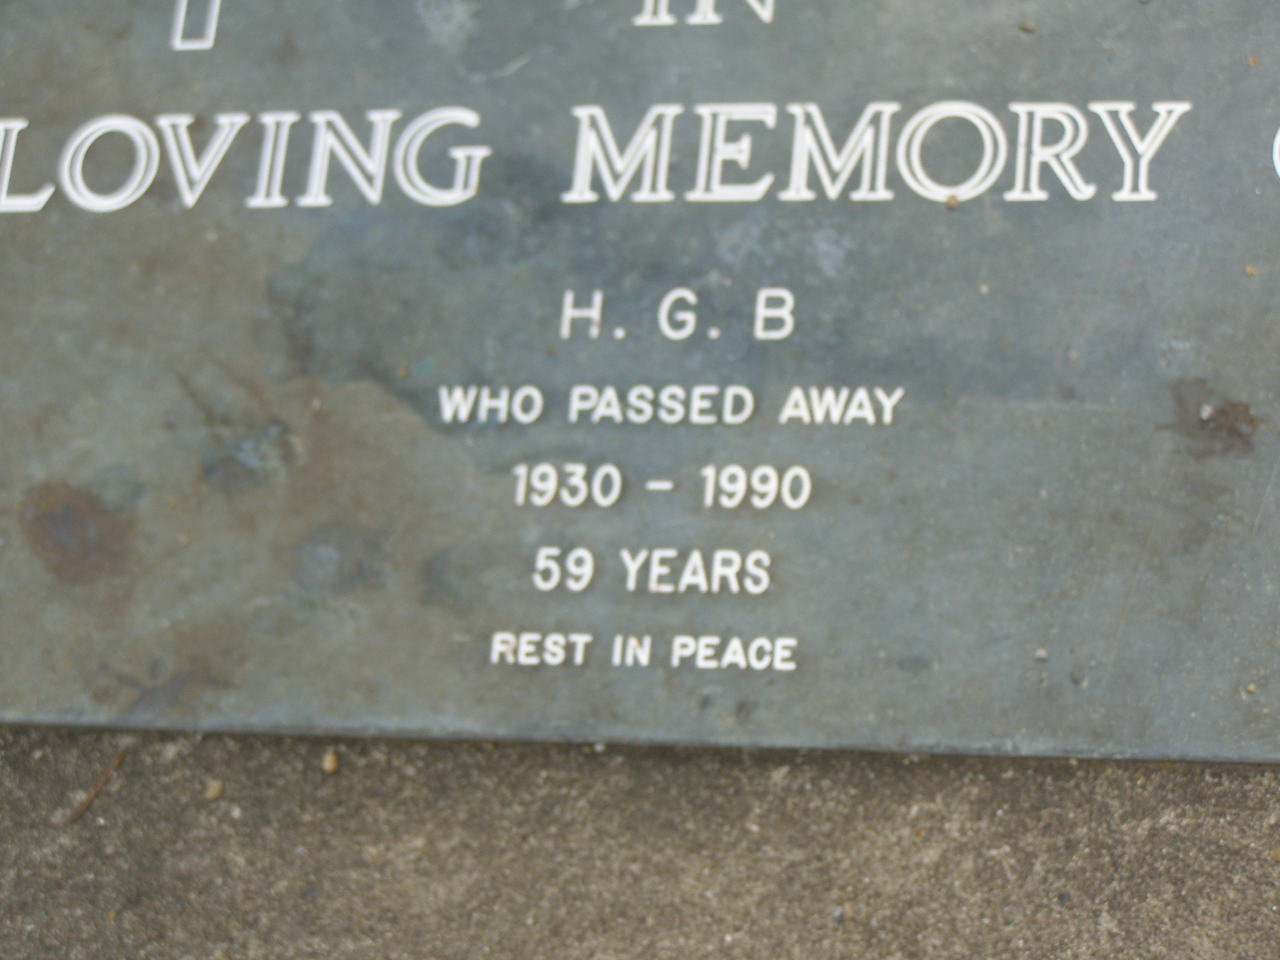 IN
LOVING MEMORY
H. G. B
WHO PASSED AWAY
1930 - 1990
59 YEARS
REST IN PEACE